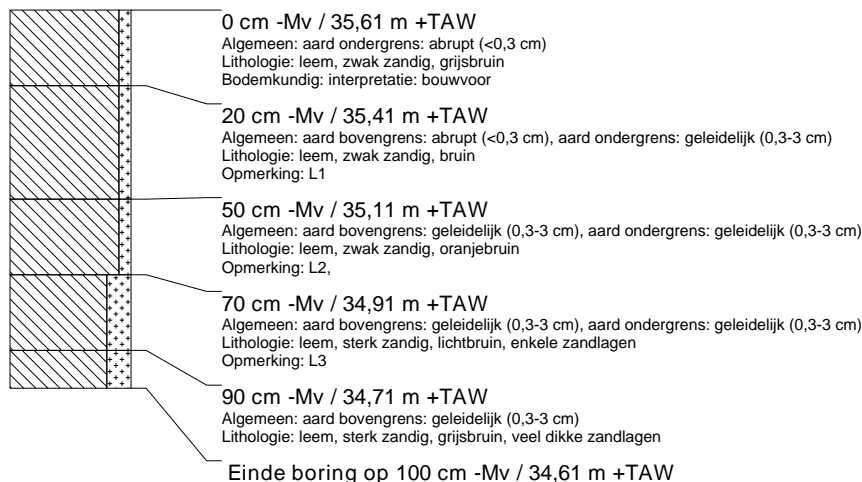 0 cm -Mv / 35,61 m +TAW
Algemeen: aard ondergrens: abrupt (<0,3 cm)
Lithologie: leem, zwak zandig, grijsbruin
Bodemkundig: interpretatie: bouwvoor
20 cm -Mv / 35,41 m +TAW
Algemeen: aard bovengrens: abrupt (<0,3 cm), aard ondergrens: geleidelijk (0,3-3 cm)
Lithologie: leem, zwak zandig, bruin
Opmerking: L1
50 cm -Mv / 35,11 m +TAW
Algemeen: aard bovengrens: geleidelijk (0,3-3 cm), aard ondergrens: geleidelijk (0,3-3 cm)
Lithologie: leem, zwak zandig, oranjebruin
Opmerking: L2,
70 cm -Mv / 34,91 m +TAW
Algemeen: aard bovengrens: geleidelijk (0,3-3 cm), aard ondergrens: geleidelijk (0,3-3 cm)
Lithologie: leem, sterk zandig, lichtbruin, enkele zandlagen
Opmerking: L3
90 cm -Mv / 34,71 m +TAW
Algemeen: aard bovengrens: geleidelijk (0,3-3 cm)
Lithologie: leem, sterk zandig, grijsbruin, veel dikke zandlagen
Einde boring op 100 cm -Mv / 34,61 m +TAW